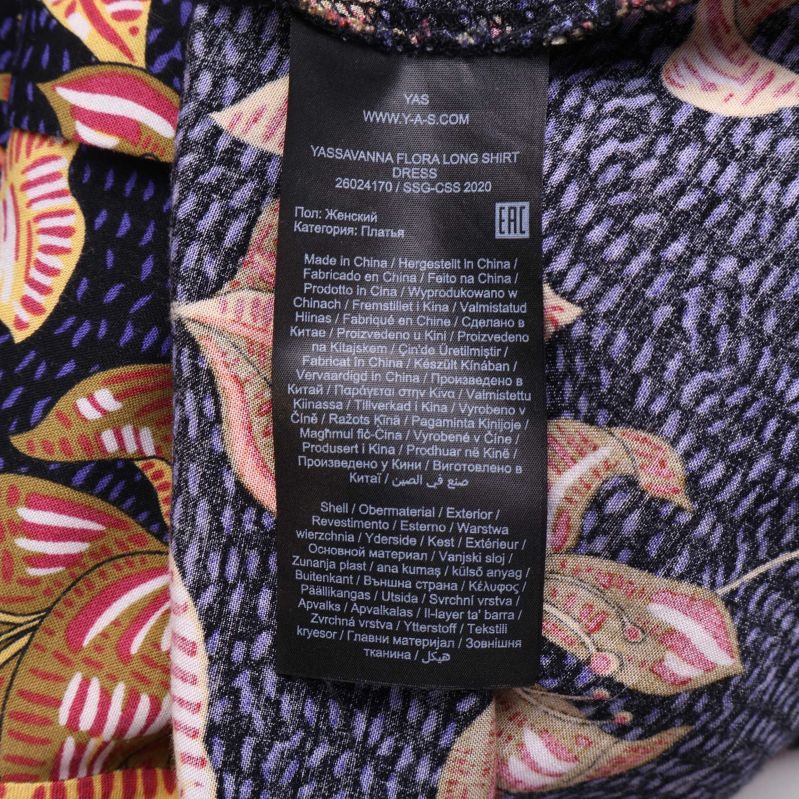 YAS
WWW.Y-A-S.COM
YASSAVANNA FLORA LONG SHIRT
DRESS
26024170 / SSG-CSS 2020
Пол: Женский
Категория: Платья
EAC
Made in China / Hergestellt in China /
Fabricado en China / Feito na China /
Prodotto in Cina / Wyprodukowano w
Chinach / Fremstillet i Kina / Valmistatud
Hiinas / Fabriqué en Chine / Сделано в
Китае / Proizvedeno u Kini / Proizvedeno
na Kitajskem / Çin'de Üretilmiştir /
Fabricat în China / Készült Kínában /
Vervaardigd in China / Произведено в
Китай / Παράγεται στην Κίνα / Valmistettu
Kiinassa / Tillverkad i Kina / Vyrobeno v
Číně / Ražots Ķīnā / Pagaminta Kinijoje /
Magħmul fiċ-Ċina / Vyrobené v Číne /
Produsert i Kina / Prodhuar në Kinë /
Произведено у Кини / Виготовлено в
Китаї / صنع في الصين
Shell / Obermaterial / Exterior /
Revestimento / Esterno / Warstwa
wierzchnia / Yderside / Kest / Extérieur /
Основной материал / Vanjski sloj /
Zunanja plast / ana kumaş / külső anyag /
Buitenkant / Външна страна / Κέλυφος /
Päällikangas / Utsida / Svrchní vrstva /
Apvalka / Apvalkalas / Il-layer ta' barra /
Zvrchná vrstva / Ytterstoff / Tekstili
kryesor / Главни материјал / Зовнішня
тканина / هيكل